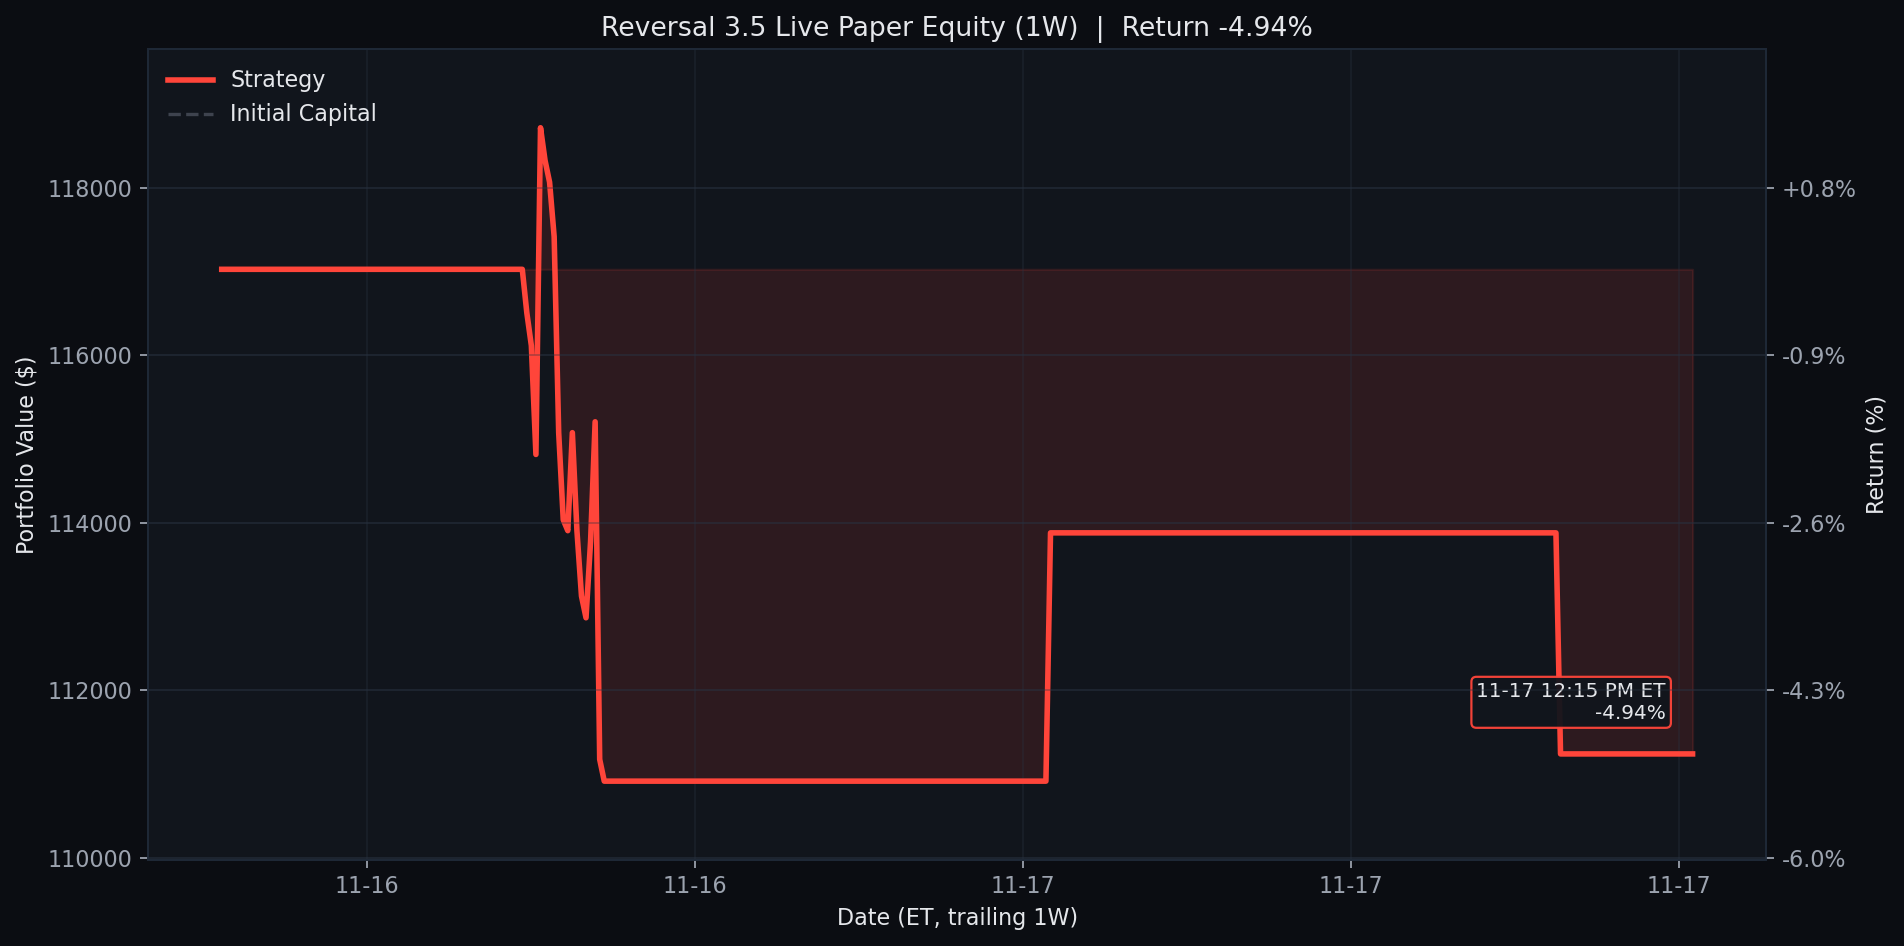 Reversal 3.5 Live Paper Equity (1W)  |  Return -4.94%
Strategy
Initial Capital
118000
116000
114000
112000
110000
Portfolio Value ($)
+0.8%
-0.9%
-2.6%
-4.3%
-6.0%
Return (%)
11-17 12:15 PM ET
-4.94%
11-16
11-16
11-17
11-17
11-17
Date (ET, trailing 1W)